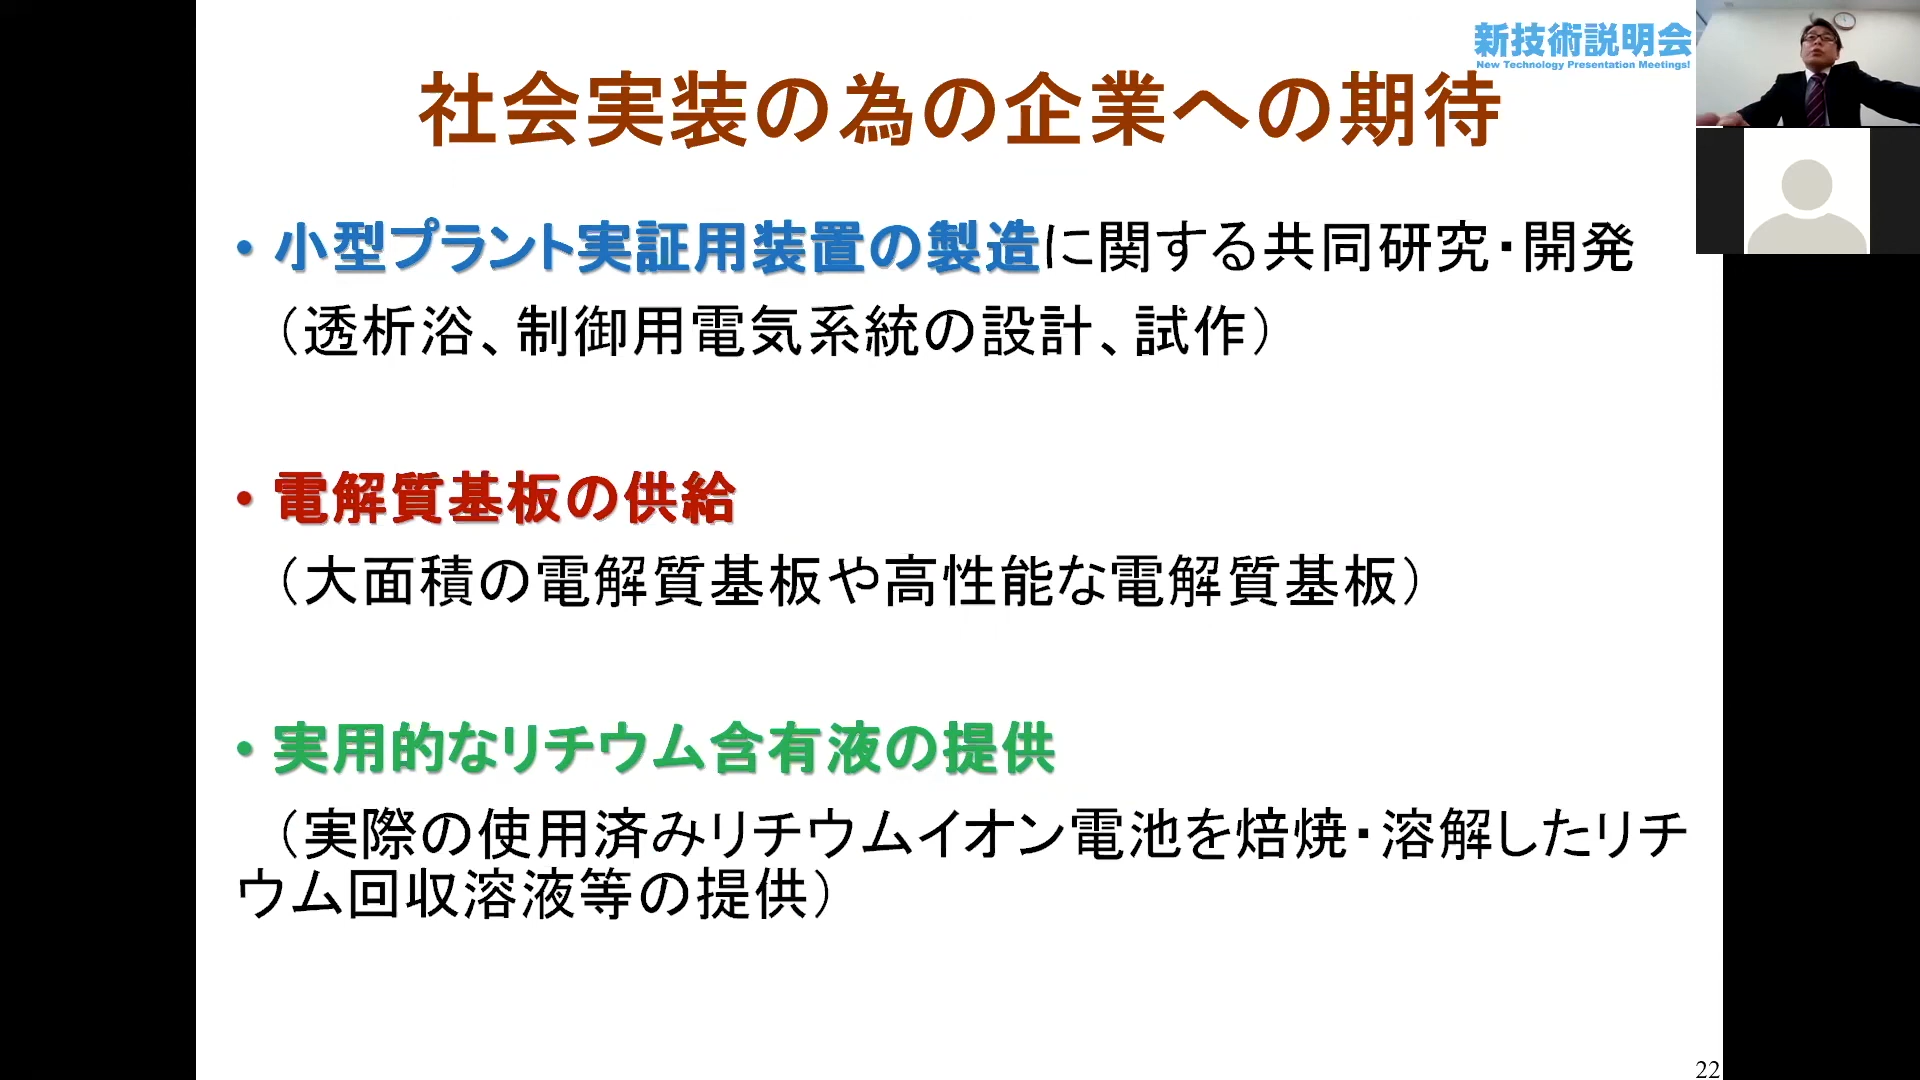 新技術説明会
New Technology Presentation Meetings!
社会実装の為の企業への期待
・小型プラント実証用装置の製造に関する共同研究・開発
（透析浴、制御用電気系統の設計、試作）
・電解質基板の供給
（大面積の電解質基板や高性能な電解質基板）
・実用的なリチウム含有液の提供
（実際の使用済みリチウムイオン電池を焙焼・溶解したリチ
ウム回収溶液等の提供）
22